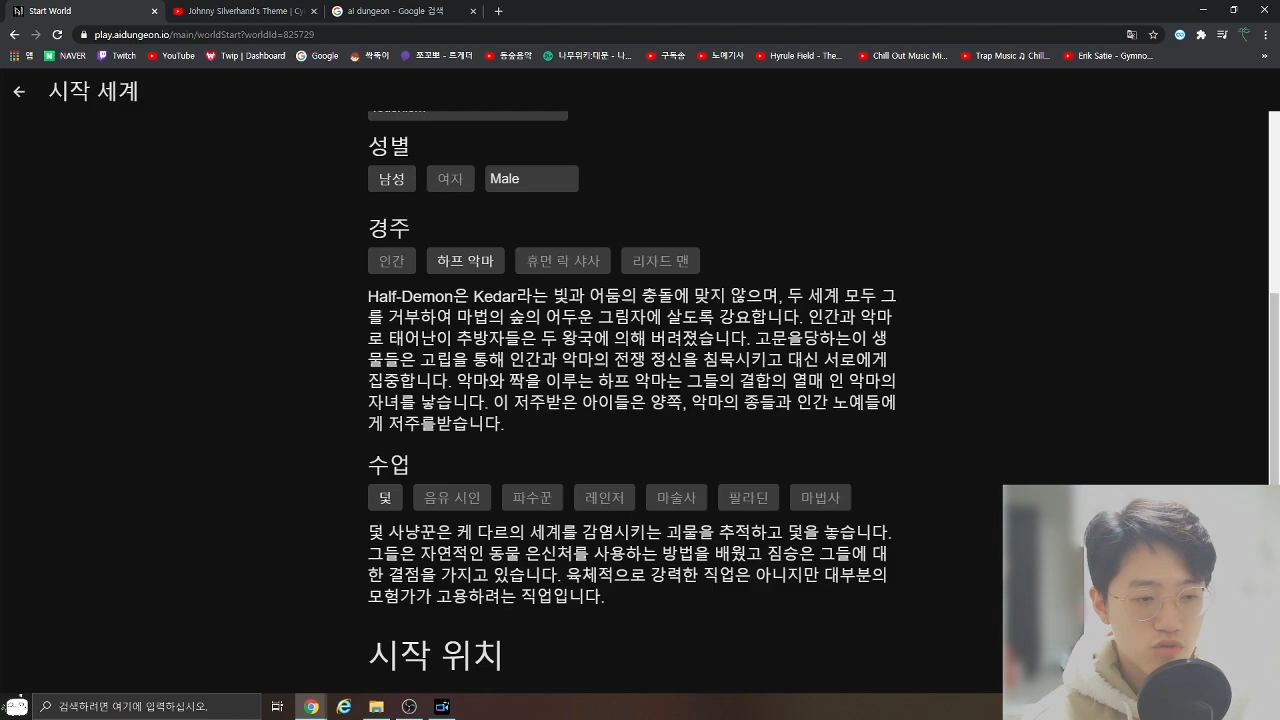 Start World
Johnny Silverhand's Theme | Cy
ai dungeon - Google 검색
play.aidungeon.io/main/worldStart?worldId=825729
앱
NAVER
Twitch
YouTube
Twip | Dashboard
Google
싹뚝이
쪼꼬뽀 - 트게더
동숲음악
나무위키:대문 - 나...
구독송
노예기사
Hyrule Field - The...
Chill Out Music Mi...
Trap Music ♫ Chill...
Erik Satie - Gymno...
»
시작 세계
성별
남성 여자 Male
경주
인간 하프 악마 휴먼 락 샤사 리자드 맨
Half-Demon은 Kedar라는 빛과 어둠의 충돌에 맞지 않으며, 두 세계 모두 그
를 거부하여 마법의 숲의 어두운 그림자에 살도록 강요합니다. 인간과 악마
로 태어난이 추방자들은 두 왕국에 의해 버려졌습니다. 고문을당하는이 생
물들은 고립을 통해 인간과 악마의 전쟁 정신을 침묵시키고 대신 서로에게
집중합니다. 악마와 짝을 이루는 하프 악마는 그들의 결합의 열매 인 악마의
자녀를 낳습니다. 이 저주받은 아이들은 양쪽, 악마의 종들과 인간 노예들에
게 저주를받습니다.
수업
덫 음유 시인 파수꾼 레인저 마술사 팔라딘 마법사
덫 사냥꾼은 케 다르의 세계를 감염시키는 괴물을 추적하고 덫을 놓습니다.
그들은 자연적인 동물 은신처를 사용하는 방법을 배웠고 짐승은 그들에 대
한 결점을 가지고 있습니다. 육체적으로 강력한 직업은 아니지만 대부분의
모험가가 고용하려는 직업입니다.
시작 위치
검색하려면 여기에 입력하십시오.